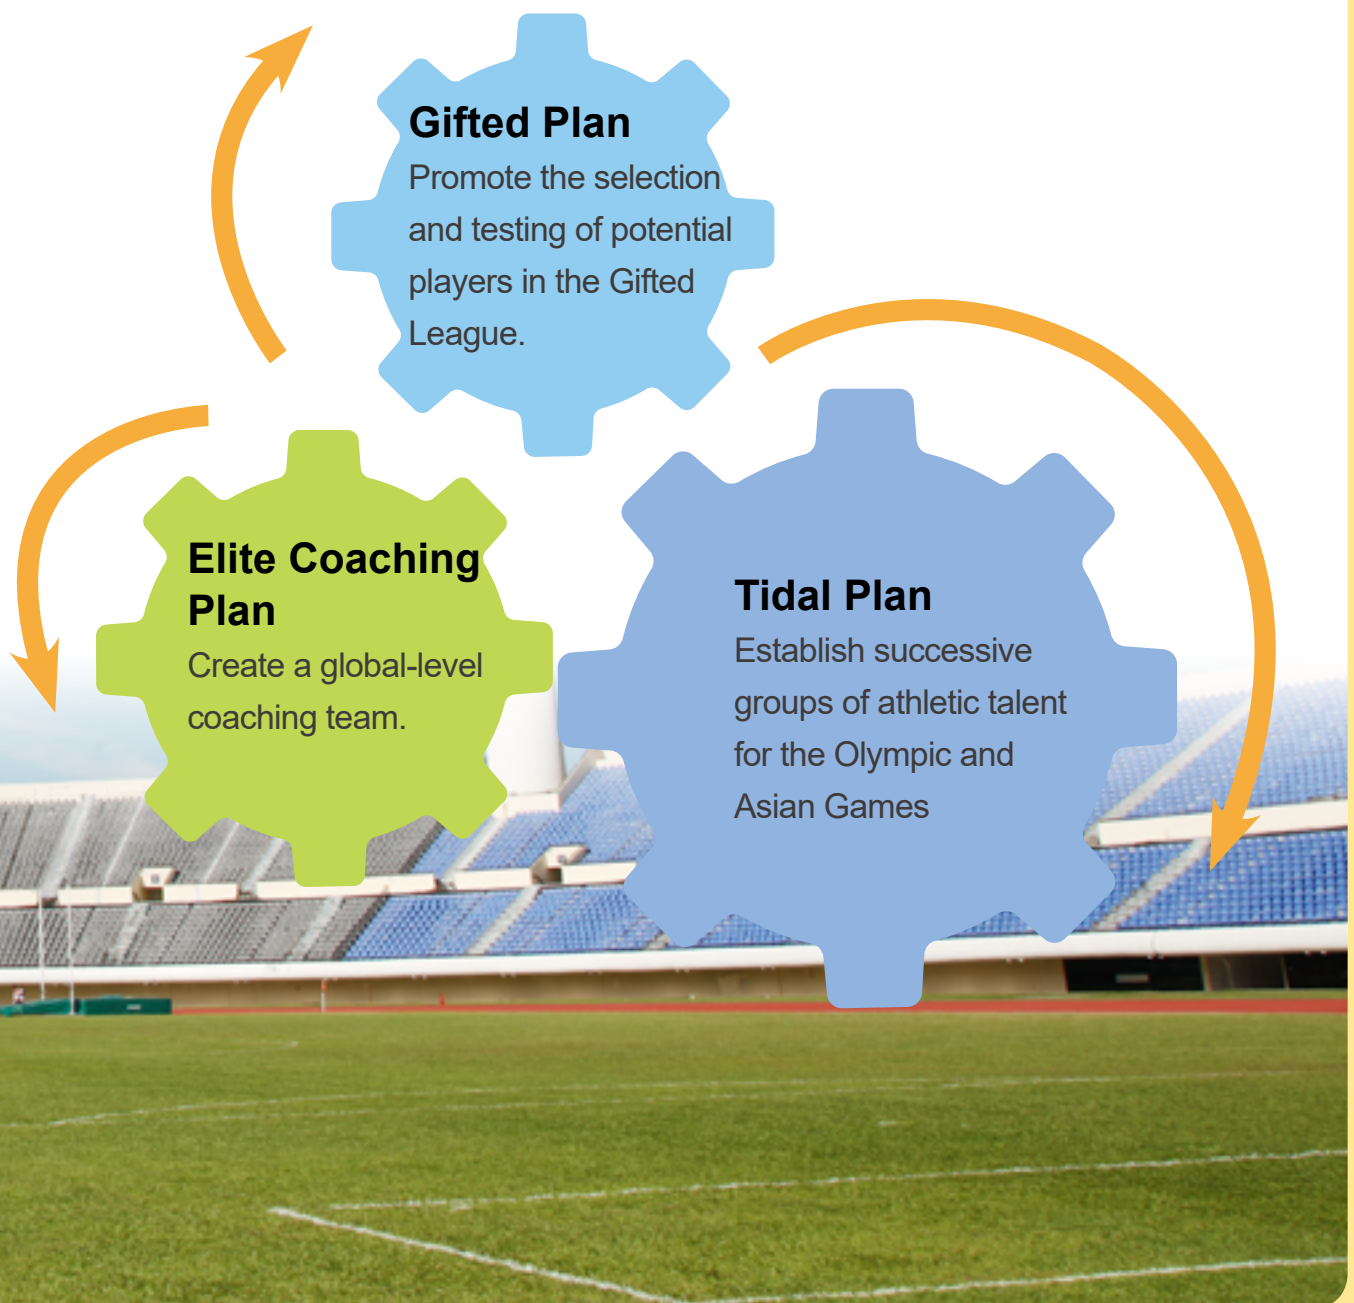 Gifted Plan
Promote the selection
and testing of potential
players in the Gifted
League.
Elite Coaching
Plan
Create a global-level
coaching team.
Tidal Plan
Establish successive
groups of athletic talent
for the Olympic and
Asian Games